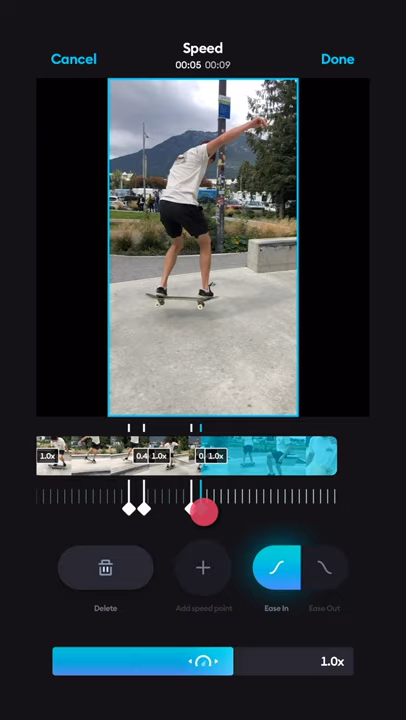 Speed
Cancel
00:05 00:09
Done
1.0x
0.4
1.0x
1.0x
Delete
Add speed point
Ease In
Ease Out
1.0x